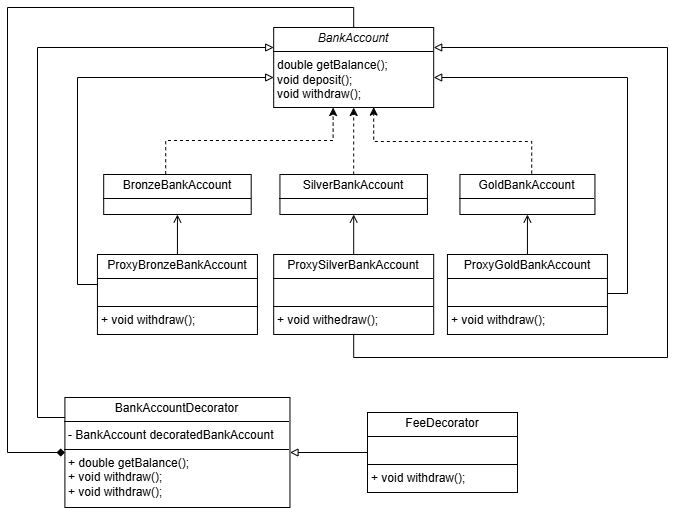 BankAccount
double getBalance();
void deposit();
void withdraw();
BronzeBankAccount
SilverBankAccount
GoldBankAccount
ProxyBronzeBankAccount
+ void withdraw();
ProxySilverBankAccount
+ void withedraw();
ProxyGoldBankAccount
+ void withdraw();
BankAccountDecorator
- BankAccount decoratedBankAccount
+ double getBalance();
+ void withdraw();
+ void withdraw();
FeeDecorator
+ void withdraw();